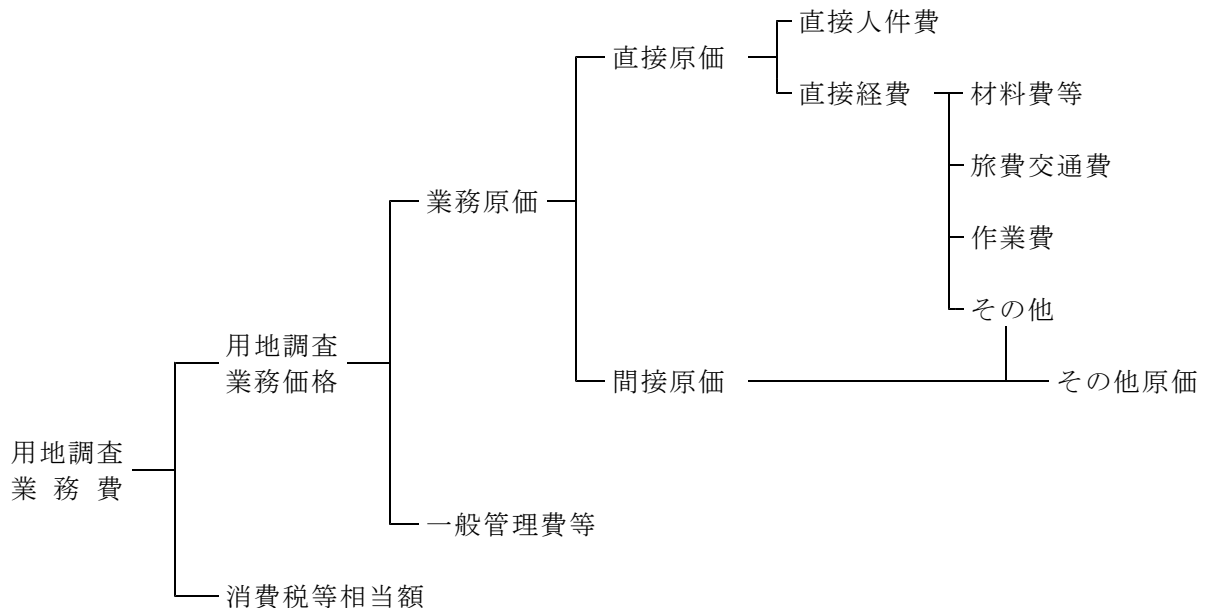 直接人件費
直接原価
直接経費
材料費等
旅費交通費
業務原価
作業費
その他
用地調査
業務価格
間接原価
その他原価
用地調査
業務費
一般管理費等
消費税等相当額